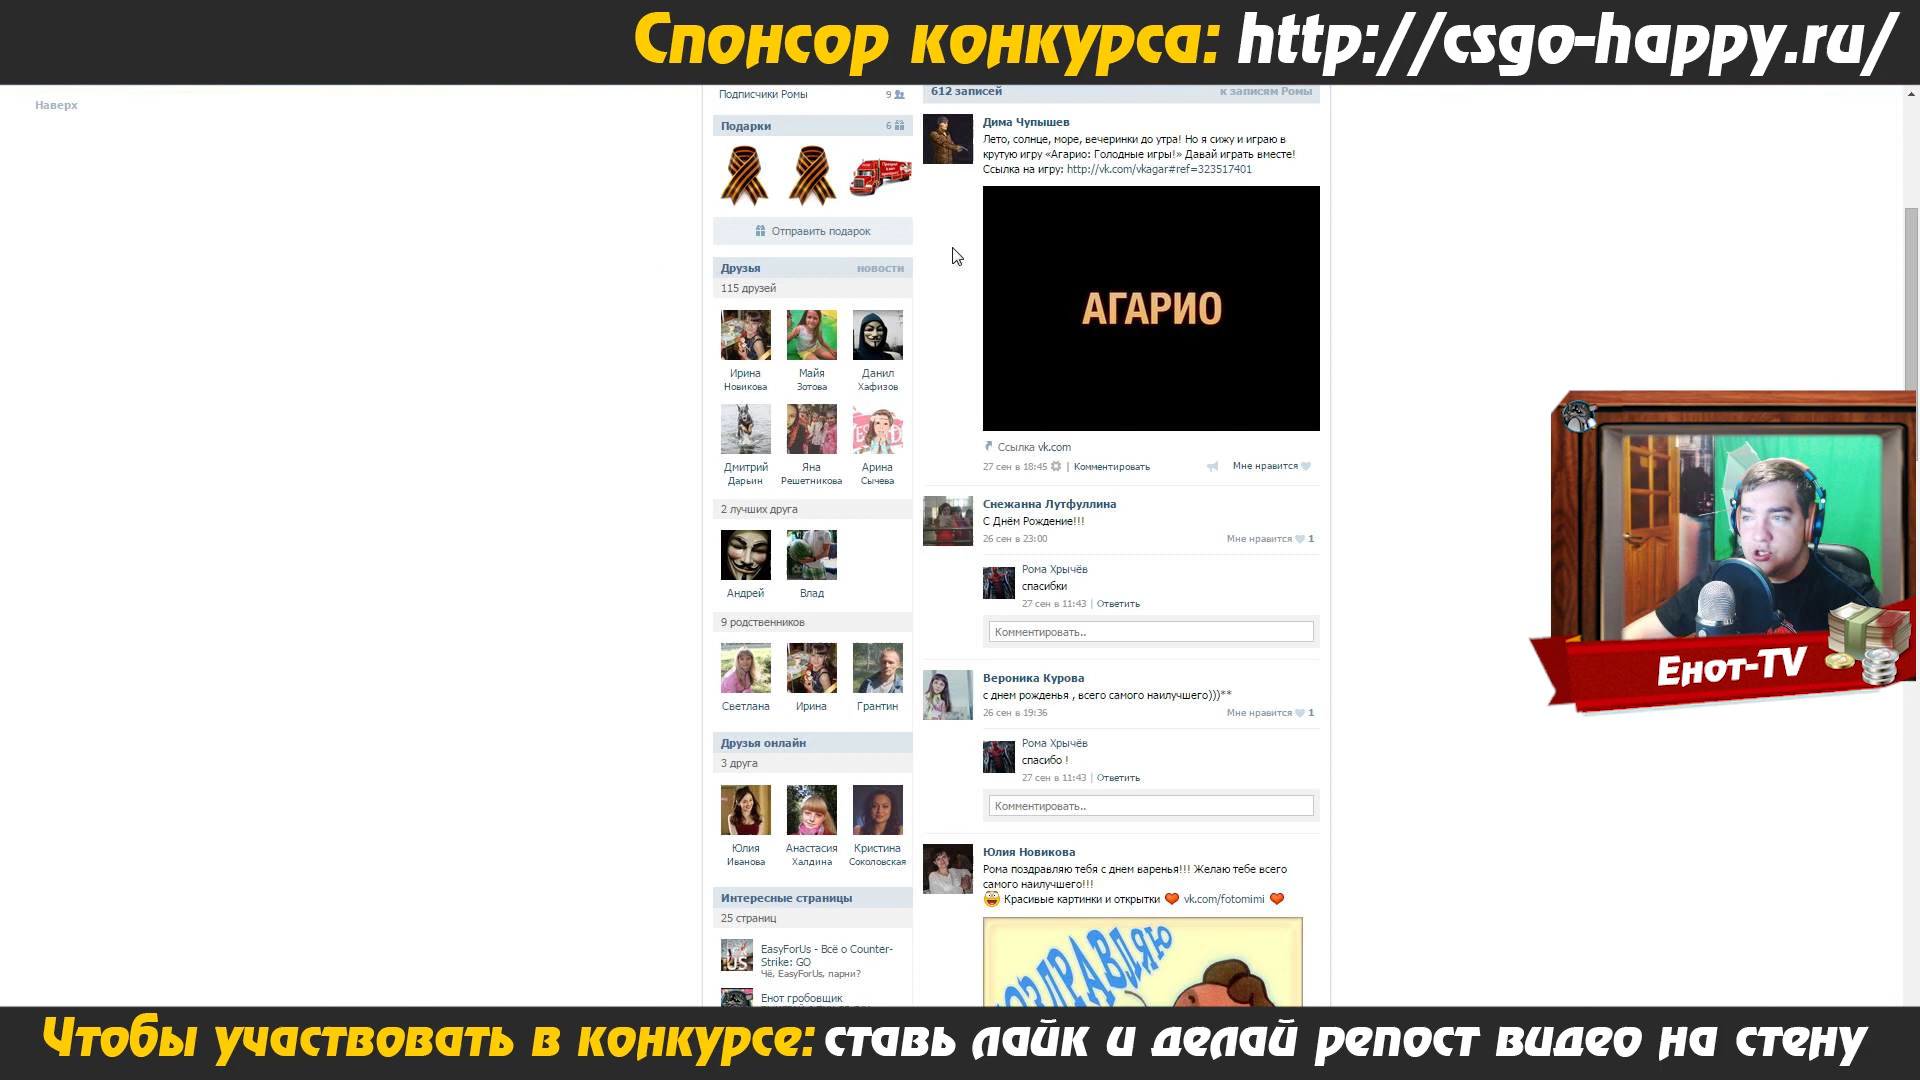 Спонсор конкурса: http://csgo-happy.ru/
Наверх
Подписчики Ромы 9
Подарки 6
Отправить подарок
Друзья новости
115 друзей
Ирина Новикова
Майя Зотова
Данил Хафизов
Дмитрий Дарьин
Яна Решетникова
Арина Сычева
2 лучших друга
Андрей
Влад
9 родственников
Светлана
Ирина
Грантин
Друзья онлайн
3 друга
Юлия Иванова
Анастасия Халдина
Кристина Соколовская
Интересные страницы
25 страниц
EasyForUs - Всё о Counter-
Strike: GO
Чё, EasyForUs, парни?
Енот гробовщик
612 записей к записям Ромы
Дима Чупышев
Лето, солнце, море, вечеринки до утра! Но я сижу и играю в
крутую игру «Агарио: Голодные игры!» Давай играть вместе!
Ссылка на игру: http://vk.com/vkagar#ref=323517401
АГАРИО
Ссылка vk.com
27 сен в 18:45 | Комментировать Мне нравится
Снежанна Лутфуллина
С Днём Рождение!!!
26 сен в 23:00 Мне нравится 1
Рома Хрычёв
спасибки
27 сен в 11:43 | Ответить
Комментировать..
Вероника Курова
с днем рожденья , всего самого наилучшего)))**
26 сен в 19:36 Мне нравится 1
Рома Хрычёв
спасибо !
27 сен в 11:43 | Ответить
Комментировать..
Юлия Новикова
Рома поздравляю тебя с днем варенья!!! Желаю тебе всего
самого наилучшего!!!
Красивые картинки и открытки vk.com/fotomimi
ПОЗДРАВЛЯЮ
Енот-TV
Чтобы участвовать в конкурсе: ставь лайк и делай репост видео на стену